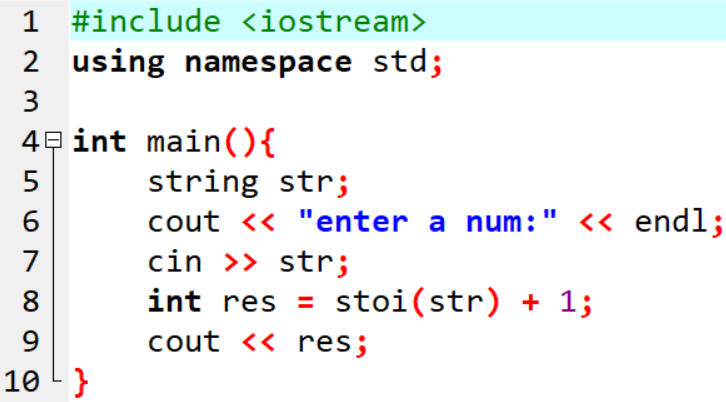 1 #include <iostream>
2 using namespace std;
3
4 int main(){
5     string str;
6     cout << "enter a num:" << endl;
7     cin >> str;
8     int res = stoi(str) + 1;
9     cout << res;
10 }